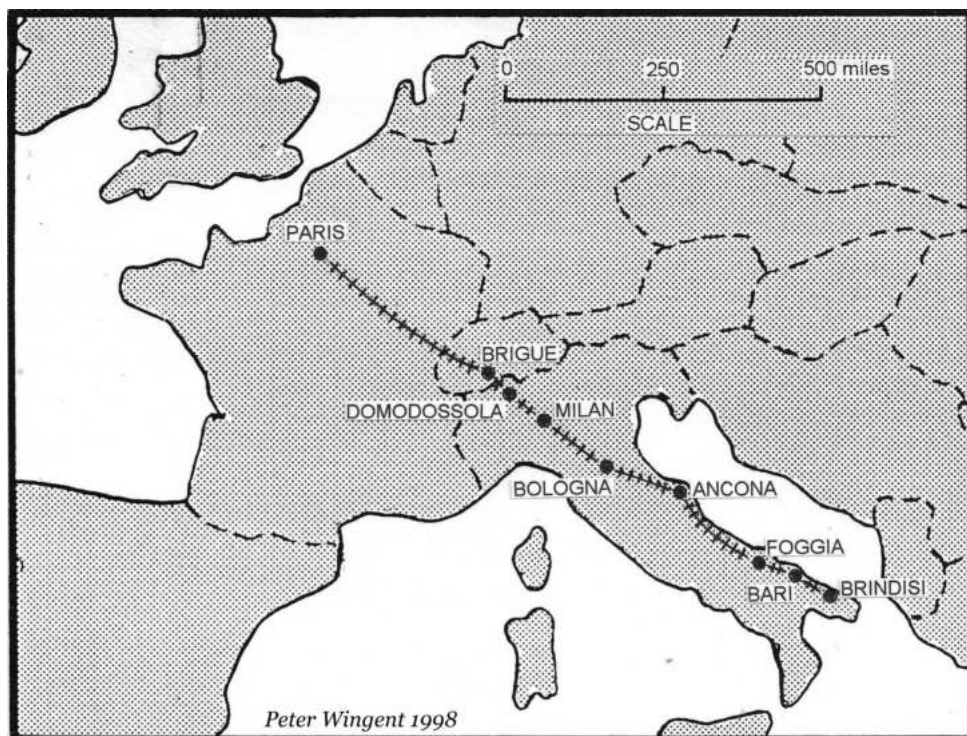 0 250 500 miles
SCALE
PARIS
BRIGUE
DOMODOSSOLA MILAN
BOLOGNA ANCONA
FOGGIA
BARI BRINDISI
Peter Wingent 1998